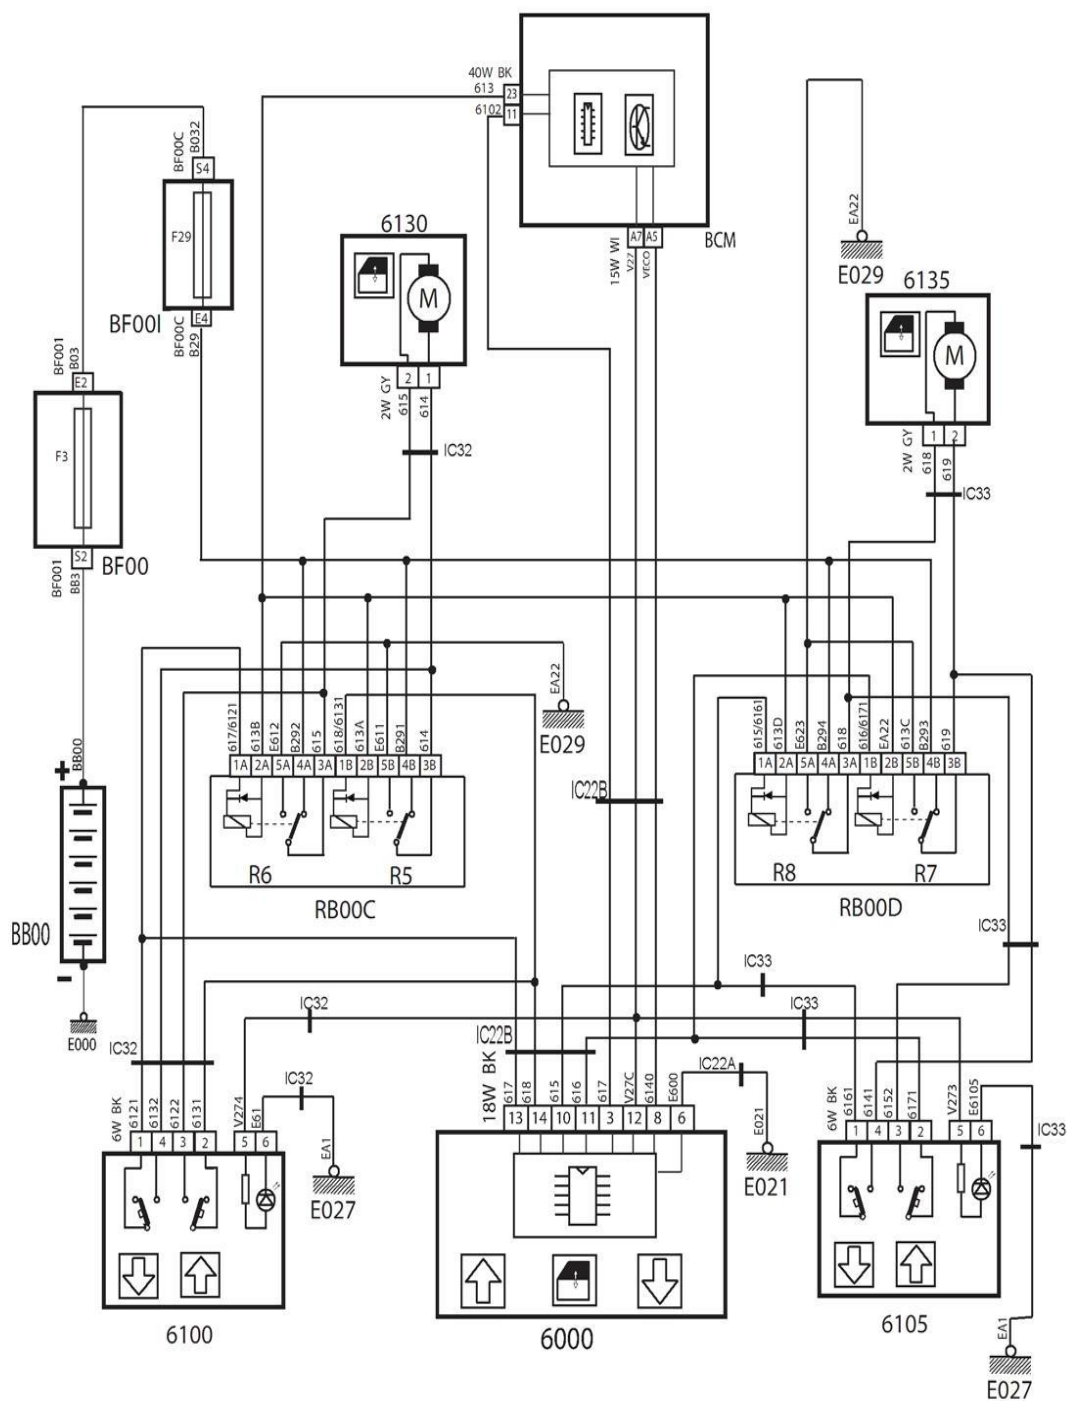 40W BK
613
23
6102
11
BCM
15W WI
A7
A5
V27
VECO
B032
BF00C
S4
F29
BF00I
E4
BF00C
B29
BF001
B03
E2
F3
S2
BF00
BF001
BB3
6130
M
2
1
2W GY
615
614
IC32
EA22
E029
6135
M
1
2
2W GY
618
619
IC33
EA22
E029
617/6121
613B
E612
B292
615
618/6131
613A
E611
B291
614
1A
2A
5A
4A
3A
1B
2B
5B
4B
3B
R6
R5
RB00C
IC22B
615/6161
613D
E623
B294
618
616/6171
EA22
613C
B293
619
1A
2A
5A
4A
3A
1B
2B
5B
4B
3B
R8
R7
RB00D
IC33
BB00
+
BB00
-
E000
IC32
IC32
IC33
IC33
IC22B
IC22A
IC32
6W BK
6121
6132
6122
6131
V274
E61
1
4
3
2
5
6
EA1
E027
6100
18W BK
617
618
615
616
617
V27C
6140
E600
13
14
10
11
3
12
8
6
E021
E021
6000
6W BK
6161
6141
6152
6171
V273
E6105
1
4
3
2
5
6
IC33
6105
EA1
E027